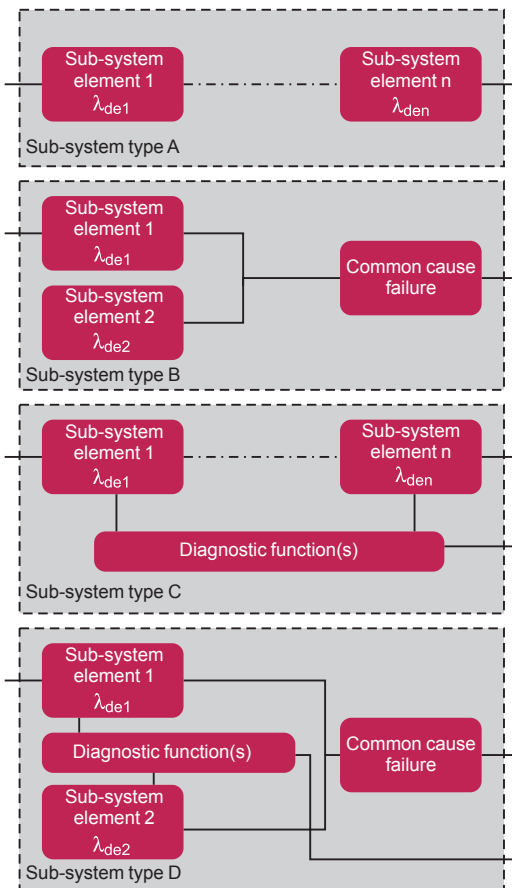 Sub-system
element 1
λde1
Sub-system
element n
λden
Sub-system type A
Sub-system
element 1
λde1
Sub-system
element 2
λde2
Common cause
failure
Sub-system type B
Sub-system
element 1
λde1
Sub-system
element n
λden
Diagnostic function(s)
Sub-system type C
Sub-system
element 1
λde1
Diagnostic function(s)
Sub-system
element 2
λde2
Common cause
failure
Sub-system type D